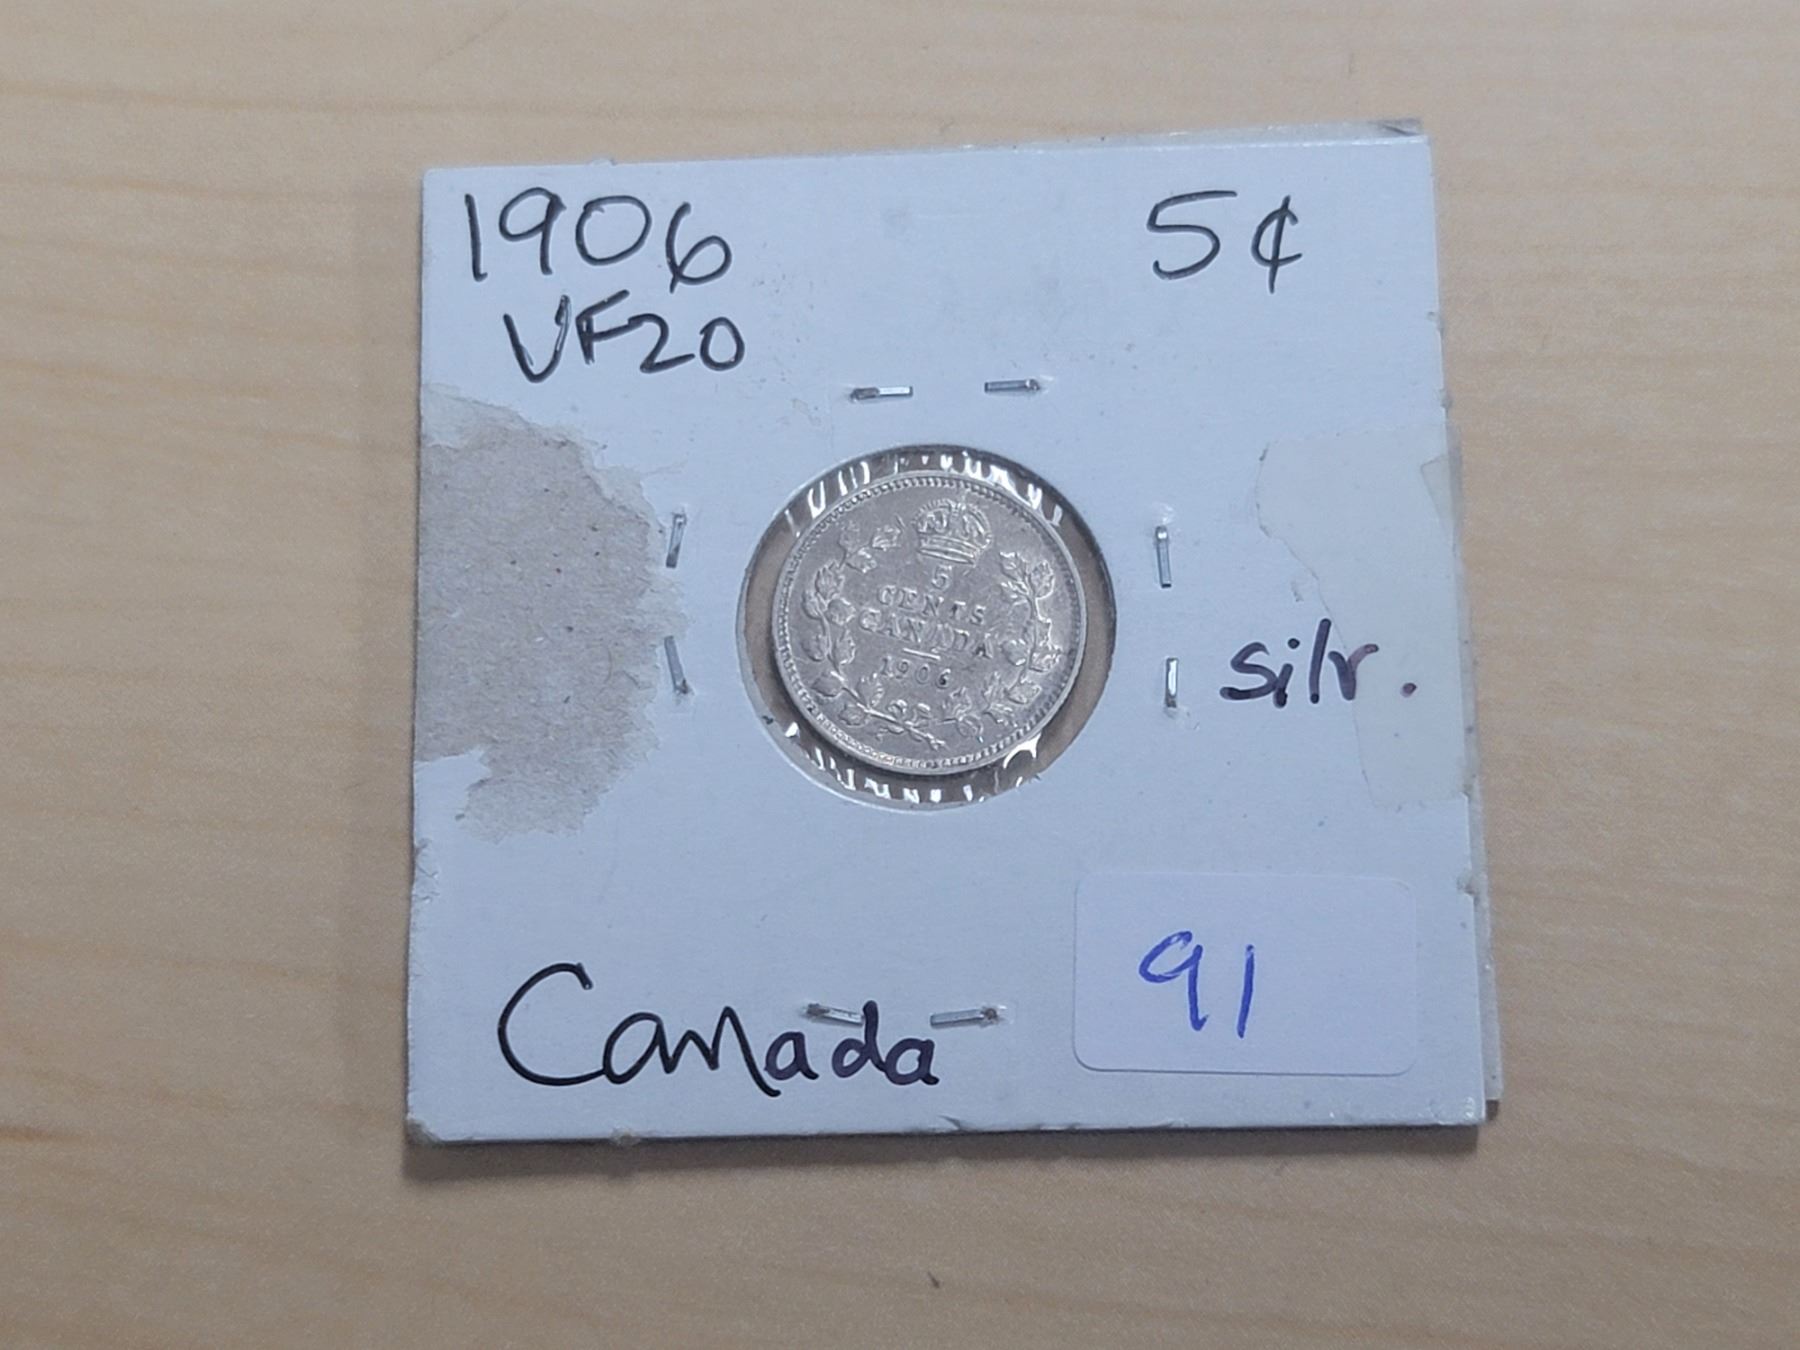 1906
5¢
VF20
5
CENTS
CANADA
1906
silr.
Canada
91